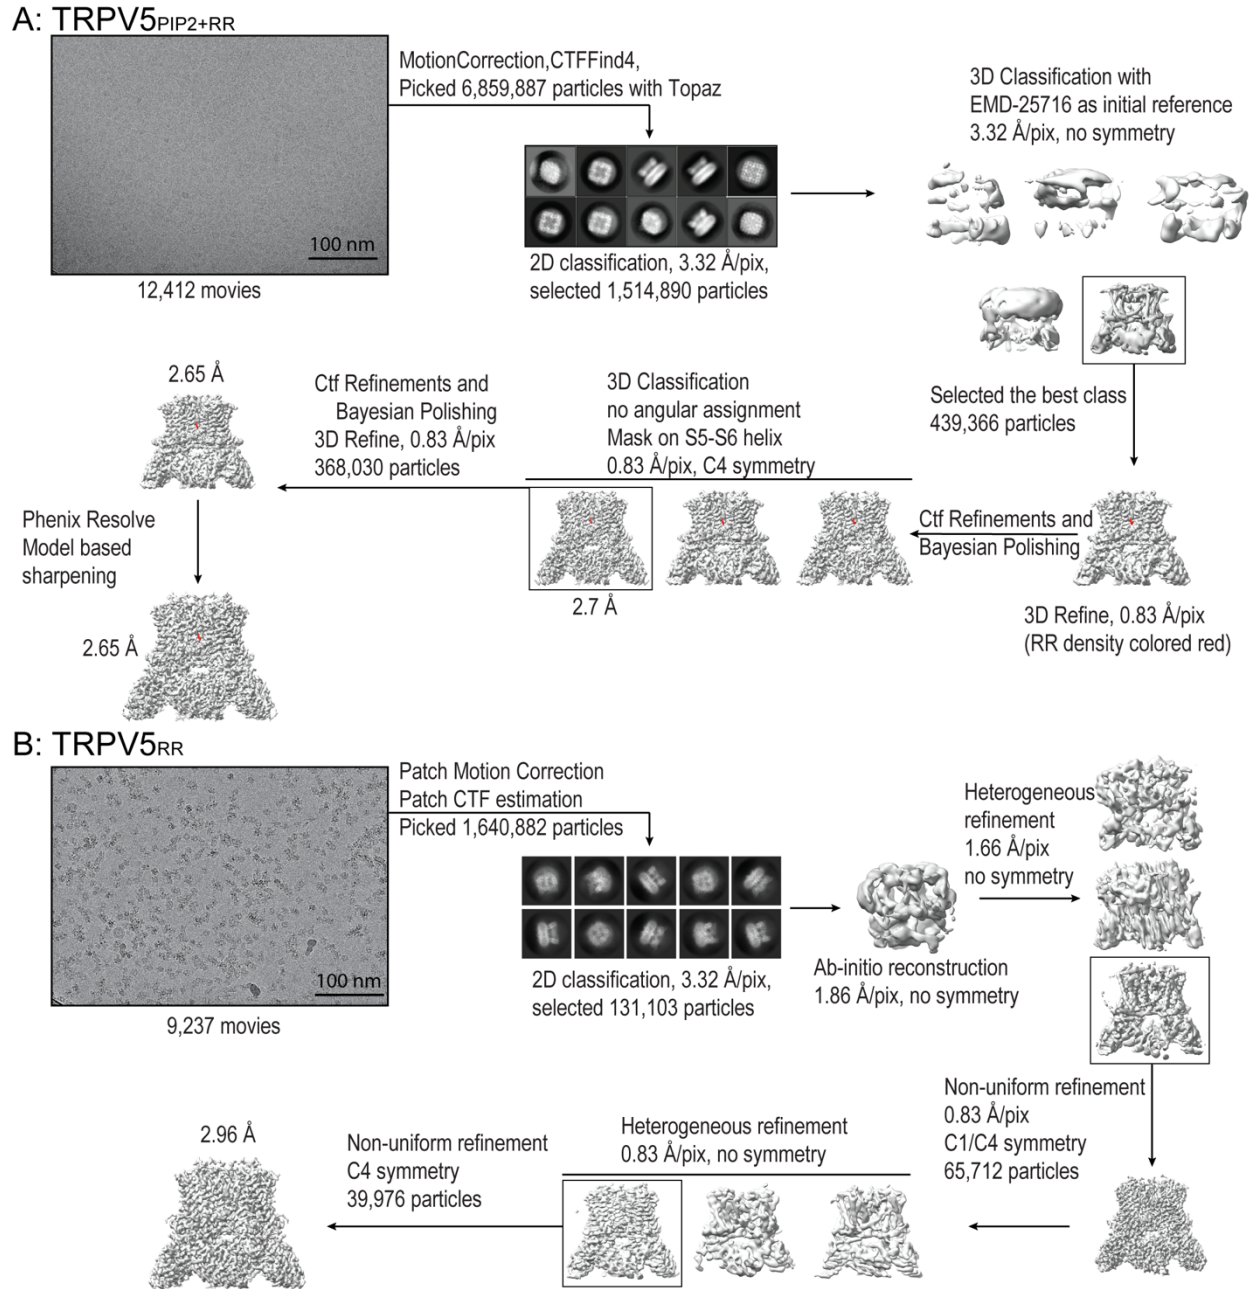 A: TRPV5PIP2+RR
MotionCorrection,CTFFind4,
Picked 6,859,887 particles with Topaz
100 nm
12,412 movies
2D classification, 3.32 Å/pix,
selected 1,514,890 particles
3D Classification with
EMD-25716 as initial reference
3.32 Å/pix, no symmetry
Selected the best class
439,366 particles
3D Refine, 0.83 Å/pix
(RR density colored red)
Ctf Refinements and
Bayesian Polishing
3D Classification
no angular assignment
Mask on S5-S6 helix
0.83 Å/pix, C4 symmetry
2.7 Å
Ctf Refinements and
Bayesian Polishing
3D Refine, 0.83 Å/pix
368,030 particles
2.65 Å
Phenix Resolve
Model based
sharpening
2.65 Å
B: TRPV5RR
Patch Motion Correction
Patch CTF estimation
Picked 1,640,882 particles
100 nm
9,237 movies
2D classification, 3.32 Å/pix,
selected 131,103 particles
Ab-initio reconstruction
1.86 Å/pix, no symmetry
Heterogeneous
refinement
1.66 Å/pix
no symmetry
Non-uniform refinement
0.83 Å/pix
C1/C4 symmetry
65,712 particles
Heterogeneous refinement
0.83 Å/pix, no symmetry
Non-uniform refinement
C4 symmetry
39,976 particles
2.96 Å